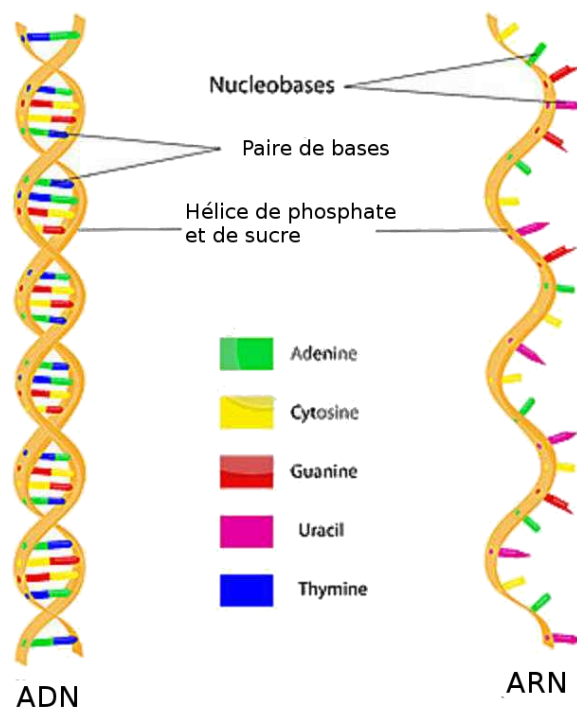 Nucleobases
Paire de bases
Hélice de phosphate
et de sucre
Adenine
Cytosine
Guanine
Uracil
Thymine
ADN
ARN